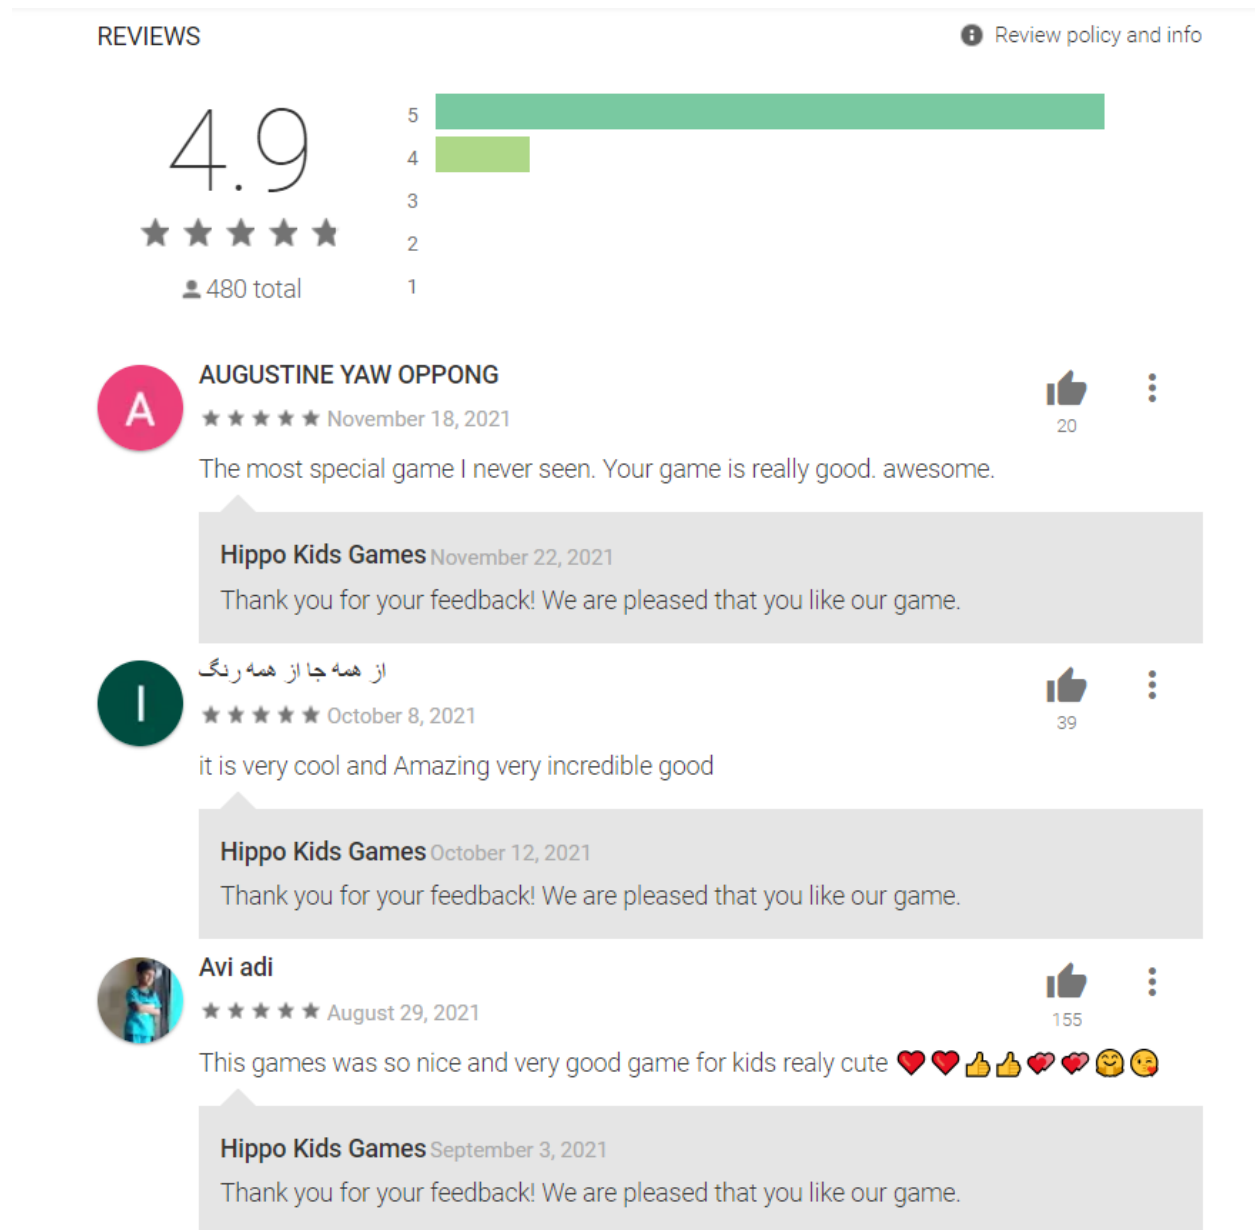 REVIEWS
Review policy and info
4.9
480 total
5
4
3
2
1
A
AUGUSTINE YAW OPPONG
November 18, 2021
20
The most special game I never seen. Your game is really good. awesome.
Hippo Kids Games November 22, 2021
Thank you for your feedback! We are pleased that you like our game.
I
از همه جا از همه رنگ
October 8, 2021
39
it is very cool and Amazing very incredible good
Hippo Kids Games October 12, 2021
Thank you for your feedback! We are pleased that you like our game.
Avi adi
August 29, 2021
155
This games was so nice and very good game for kids realy cute ❤️❤️👍👍💕💕🤗😘
Hippo Kids Games September 3, 2021
Thank you for your feedback! We are pleased that you like our game.